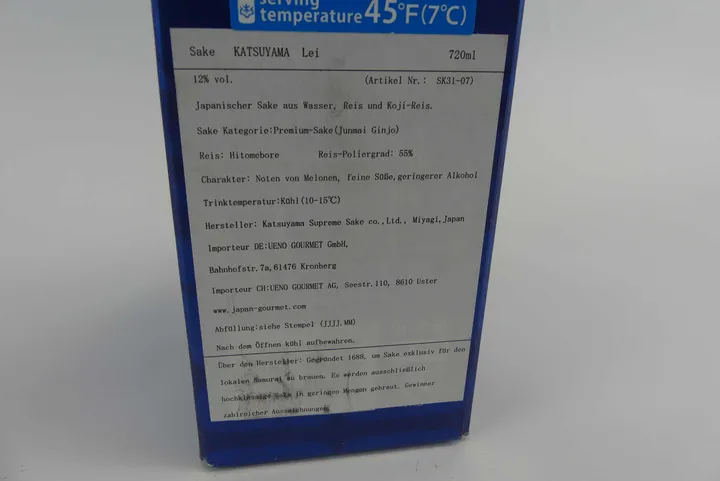 serving
temperature 45°F(7°C)
Sake KATSUYAMA Lei 720ml
12% vol. (Artikel Nr.: SK31-07)
Japanischer Sake aus Wasser, Reis und Koji-Reis.
Sake Kategorie:Premium-Sake(Junmai Ginjo)
Reis: Hitomebore Reis-Poliergrad: 55%
Charakter: Noten von Melonen, feine Süße,geringerer Alkohol
Trinktemperatur:Kühl(10-15℃)
Hersteller: Katsuyama Supreme Sake co.,Ltd., Miyagi,Japan
Importeur DE:UENO GOURMET GmbH,
Bahnhofstr.7a,61476 Kronberg
Importeur CH:UENO GOURMET AG, Seestr.110, 8610 Uster
www.japan-gourmet.com
Abfüllung:siehe Stempel (JJJJ.MM)
Nach dem Öffnen kühl aufbewahren.
Über den Hersteller: Gegründet 1688, um Sake exklusiv für den
lokalen Samurai zu brauen. Es werden ausschließlich
hochklassige Sake in geringen Mengen gebraut. Gewinner
zahlreicher Auszeichnungen